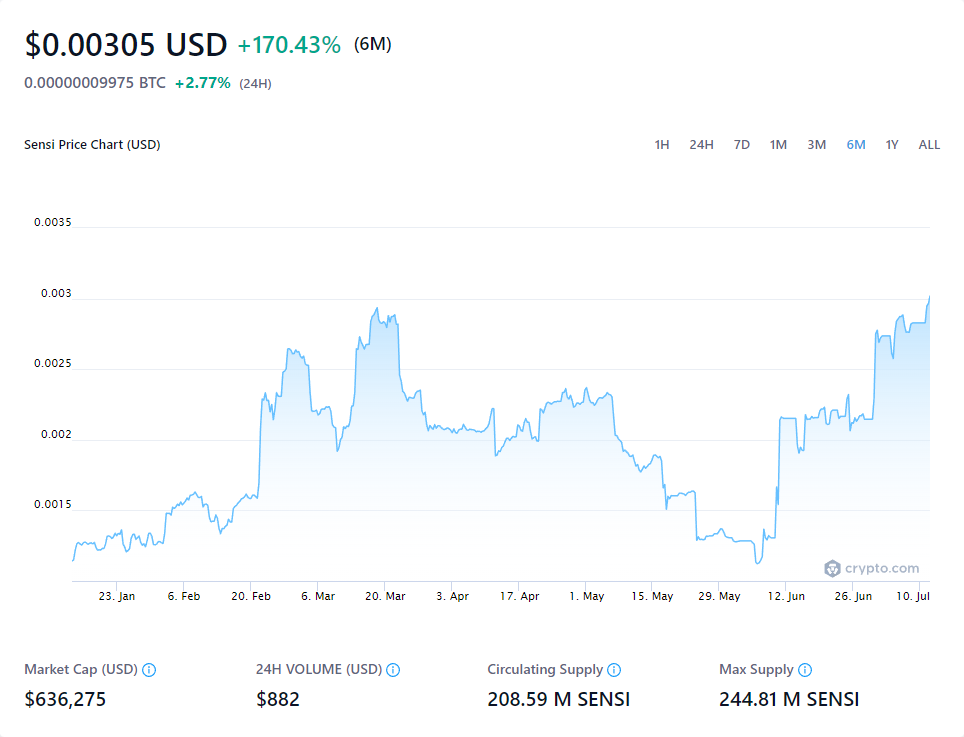 $0.00305 USD +170.43% (6M)
0.00000009975 BTC +2.77% (24H)
Sensi Price Chart (USD) 1H 24H 7D 1M 3M 6M 1Y ALL
0.0035
0.003
0.0025
0.002
0.0015
crypto.com
23. Jan 6. Feb 20. Feb 6. Mar 20. Mar 3. Apr 17. Apr 1. May 15. May 29. May 12. Jun 26. Jun 10. Jul
Market Cap (USD) 24H VOLUME (USD) Circulating Supply Max Supply
$636,275 $882 208.59 M SENSI 244.81 M SENSI